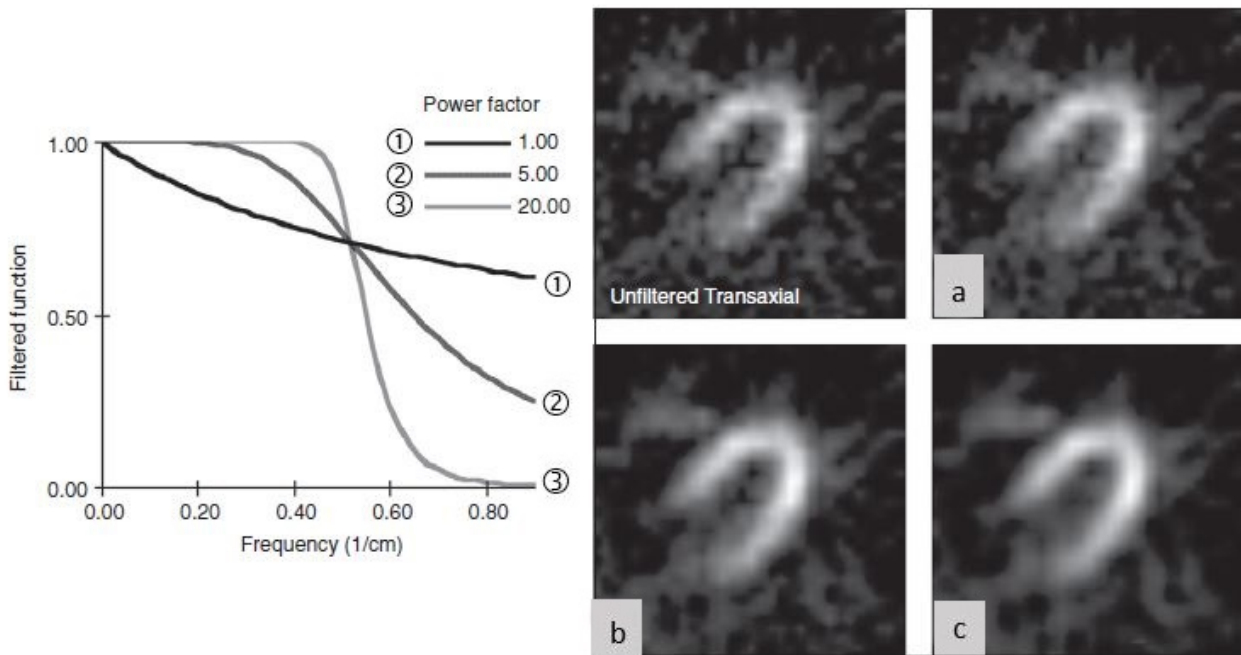 Power factor
① 1.00
② 5.00
③ 20.00
1.00
0.50
0.00
Filtered function
①
②
③
0.00 0.20 0.40 0.60 0.80
Frequency (1/cm)
Unfiltered Transaxial
a
b
c